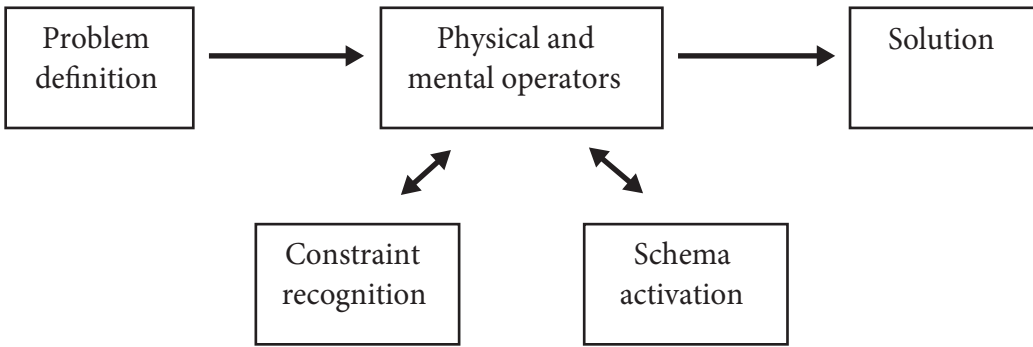 Problem
definition
Physical and
mental operators
Solution
Constraint
recognition
Schema
activation